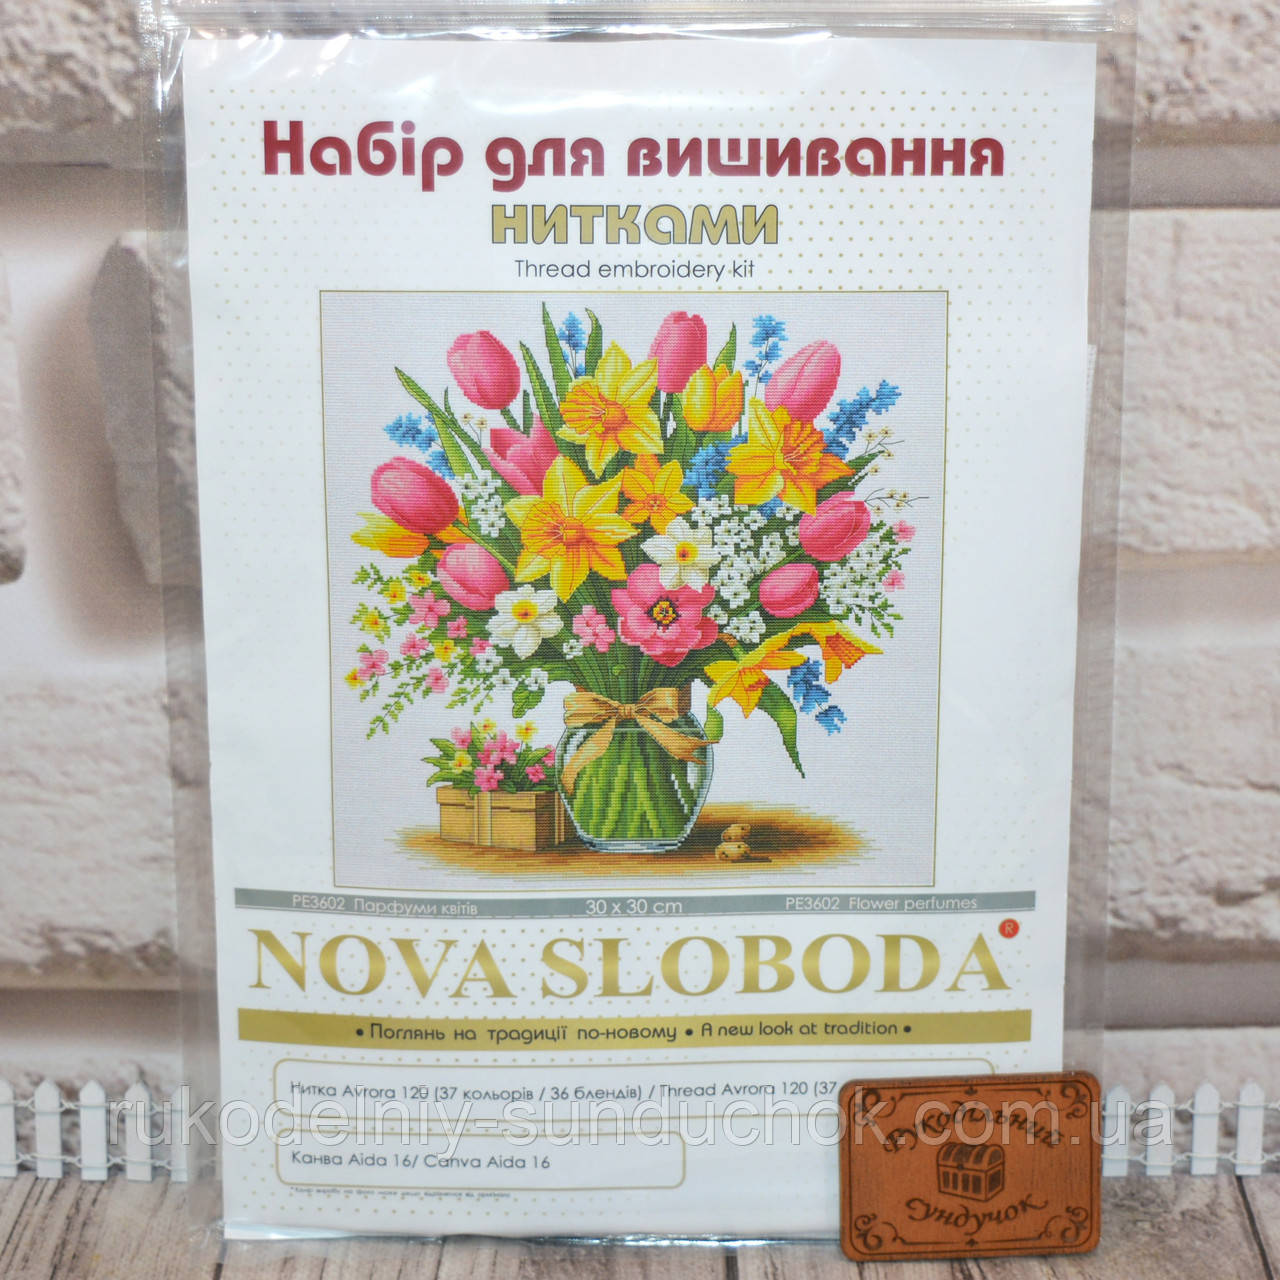 Набір для вишивання
нитками
Thread embroidery kit
PE3602 Парфуми квітів 30 x 30 cm PE3602 Flower perfumes
NOVA SLOBODA ®
• Поглянь на традиції по-новому • A new look at tradition •
Нитка Avrora 120 (37 кольорів / 36 блендів) / Thread Avrora 120 (37
rukodelniy-sunduchok.com.ua
Канва Aida 16/ Canva Aida 16
Рукодільний
Сундучок